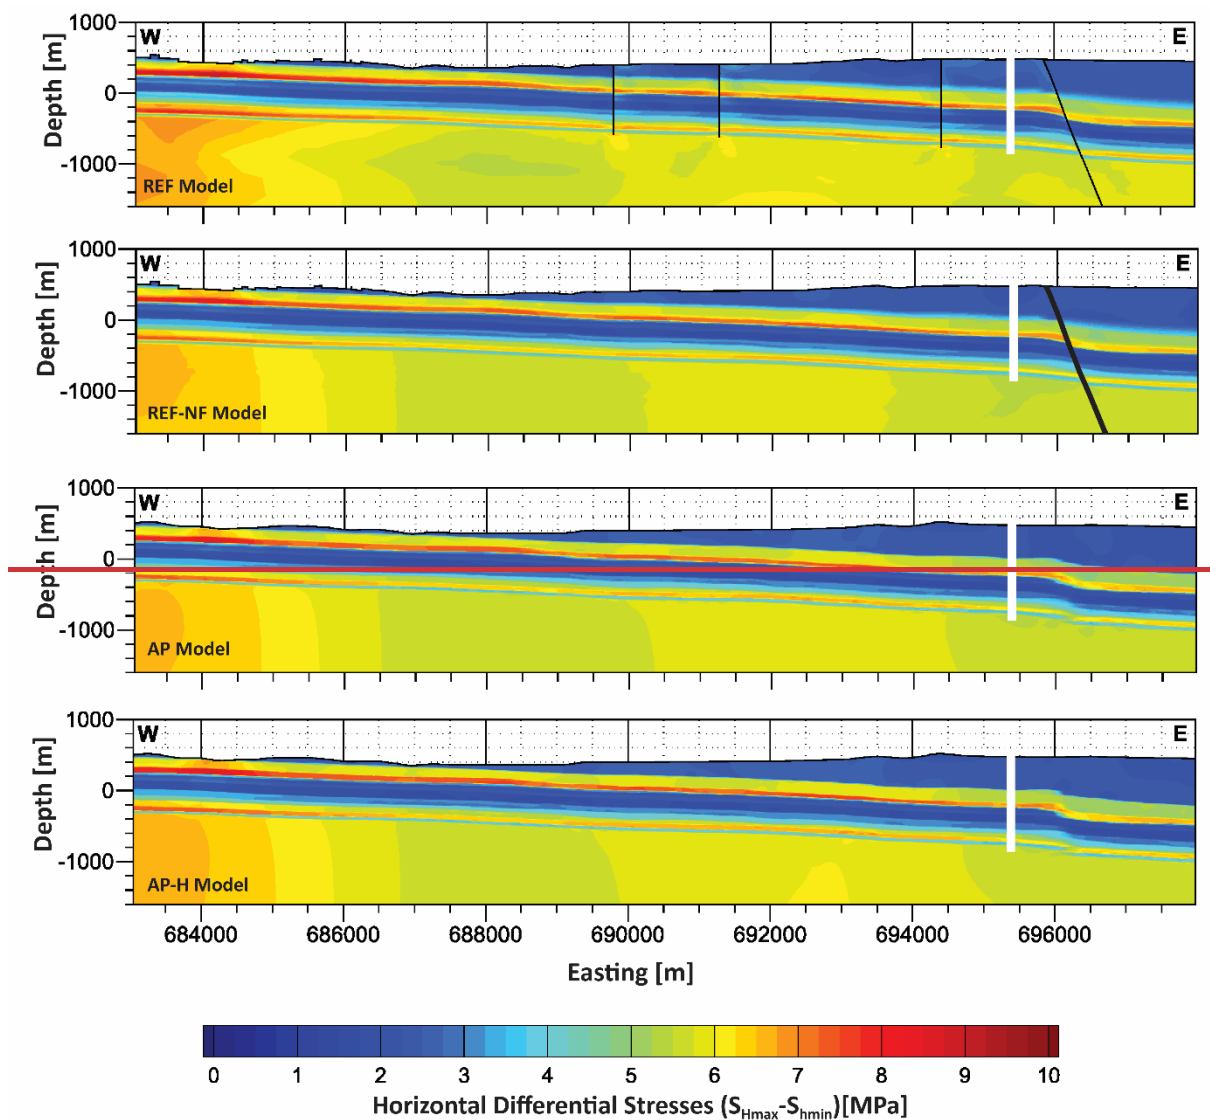 1000
W
E
Depth [m]
0
-1000
REF Model
1000
W
E
Depth [m]
0
-1000
REF-NF Model
1000
W
E
Depth [m]
0
-1000
AP Model
1000
W
E
Depth [m]
0
-1000
AP-H Model
684000 686000 688000 690000 692000 694000 696000
Easting [m]
0 1 2 3 4 5 6 7 8 9 10
Horizontal Differential Stresses (SHmax-Shmin)[MPa]